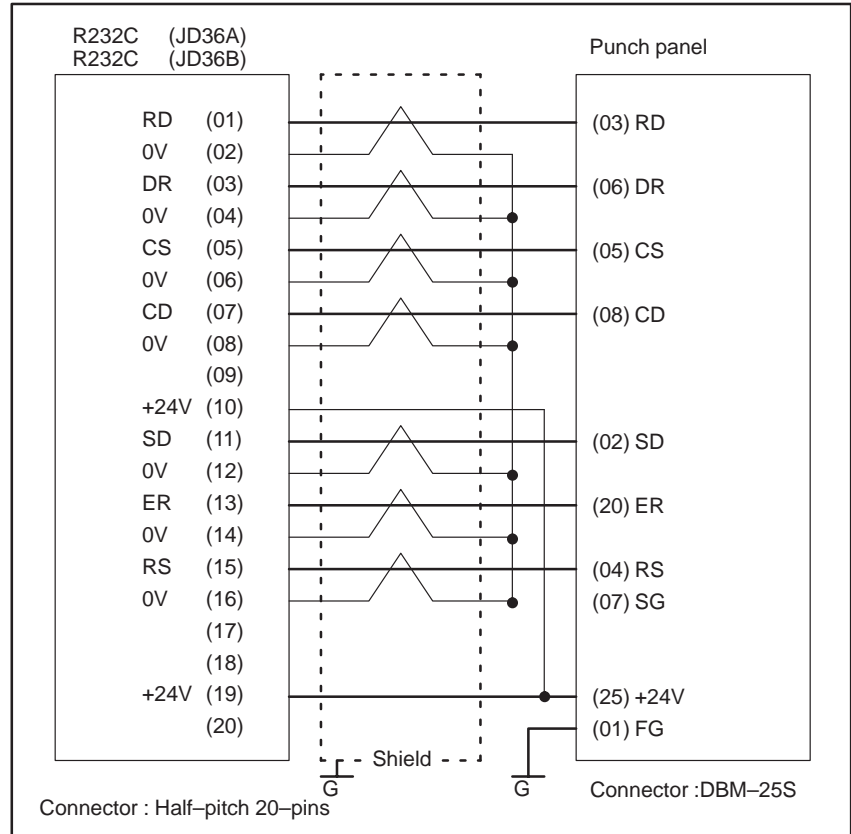 R232C (JD36A)
R232C (JD36B)
Punch panel
RD (01)
(03) RD
0V (02)
DR (03)
(06) DR
0V (04)
CS (05)
(05) CS
0V (06)
CD (07)
(08) CD
0V (08)
(09)
+24V (10)
SD (11)
(02) SD
0V (12)
ER (13)
(20) ER
0V (14)
RS (15)
(04) RS
0V (16)
(07) SG
(17)
(18)
+24V (19)
(25) +24V
(20)
(01) FG
Shield
G
G
Connector :DBM–25S
Connector : Half–pitch 20–pins